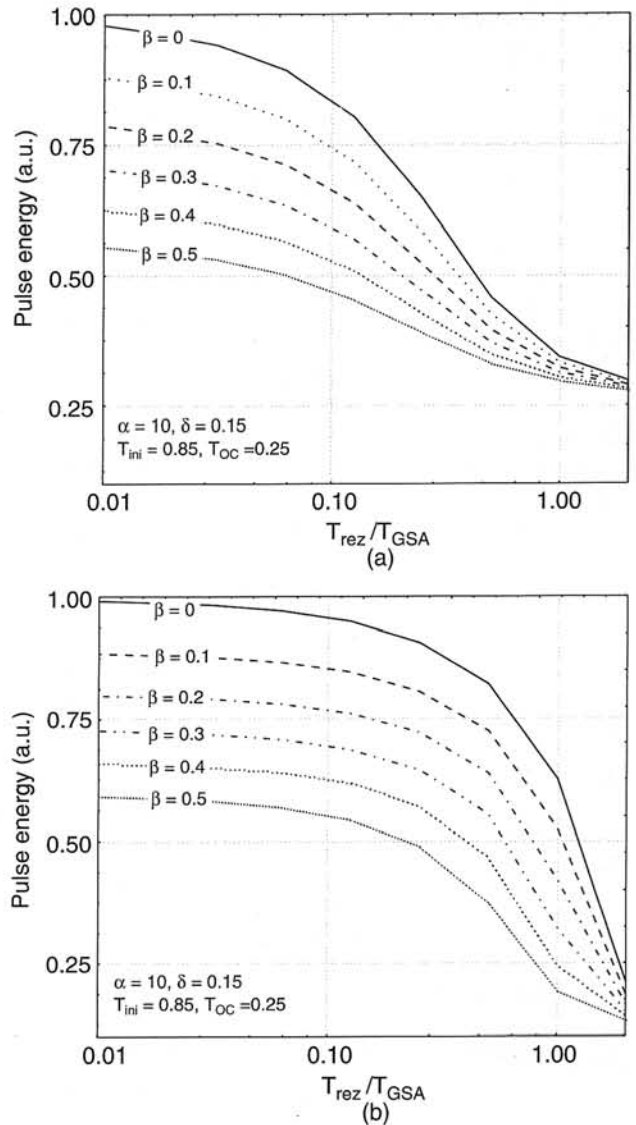 1.00
0.75
0.50
0.25
Pulse energy (a.u.)
β = 0
β = 0.1
β = 0.2
β = 0.3
β = 0.4
β = 0.5
α = 10, δ = 0.15
T_ini = 0.85, T_OC =0.25
0.01 0.10 1.00
T_rez /T_GSA
(a)
1.00
0.75
0.50
0.25
Pulse energy (a.u.)
β = 0
β = 0.1
β = 0.2
β = 0.3
β = 0.4
β = 0.5
α = 10, δ = 0.15
T_ini = 0.85, T_OC =0.25
0.01 0.10 1.00
T_rez /T_GSA
(b)